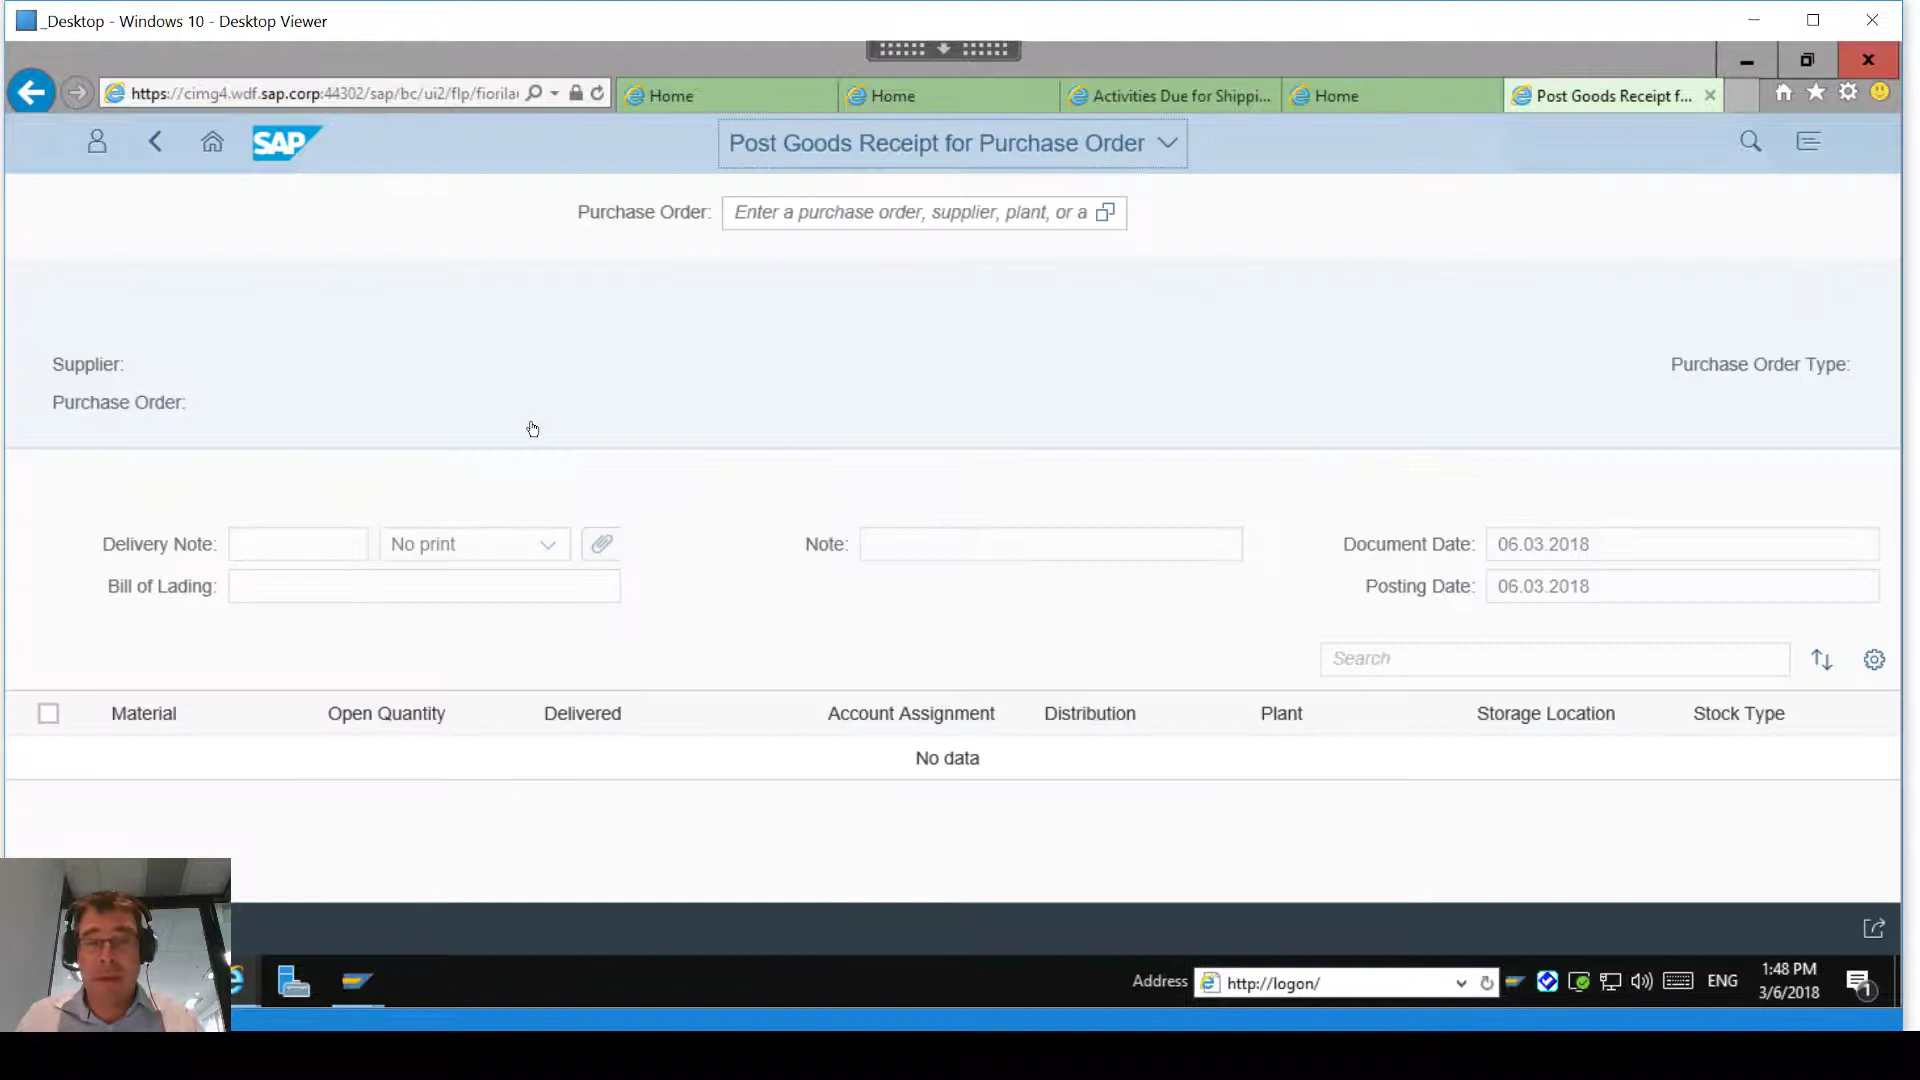 _Desktop - Windows 10 - Desktop Viewer
https://cimg4.wdf.sap.corp:44302/sap/bc/ui2/flp/fiorilau
Home
Home
Activities Due for Shippi...
Home
Post Goods Receipt f...
SAP
Post Goods Receipt for Purchase Order
Purchase Order:
Enter a purchase order, supplier, plant, or a
Supplier:
Purchase Order Type:
Purchase Order:
Delivery Note:
No print
Note:
Document Date:
06.03.2018
Bill of Lading:
Posting Date:
06.03.2018
Search
Material
Open Quantity
Delivered
Account Assignment
Distribution
Plant
Storage Location
Stock Type
No data
Address
http://logon/
ENG
1:48 PM
3/6/2018
1